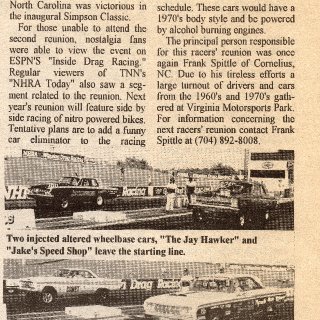 North Carolina was victorious in
the inaugural Simpson Classic.
For those unable to attend the
second reunion, nostalgia fans
were able to view the event on
ESPN'S "Inside Drag Racing."
Regular viewers of TNN's
"NHRA Today" also saw a seg-
ment related to the reunion. Next
year's reunion will feature side by
side racing of nitro powered bikes.
Tentative plans are to add a funny
car eliminator to the racing
schedule. These cars would have a
1970's body style and be powered
by alcohol burning engines.
The principal person responsible
for this racers' reunion was once
again Frank Spittle of Cornelius,
NC. Due to his tireless efforts a
large turnout of drivers and cars
from the 1960's and 1970's gath-
ered at Virginia Motorsports Park.
For information concerning the
next racers' reunion contact Frank
Spittle at (704) 892-8008.
Two injected altered wheelbase cars, "The Jay Hawker" and
"Jake's Speed Shop" leave the starting line.
Drag Racing